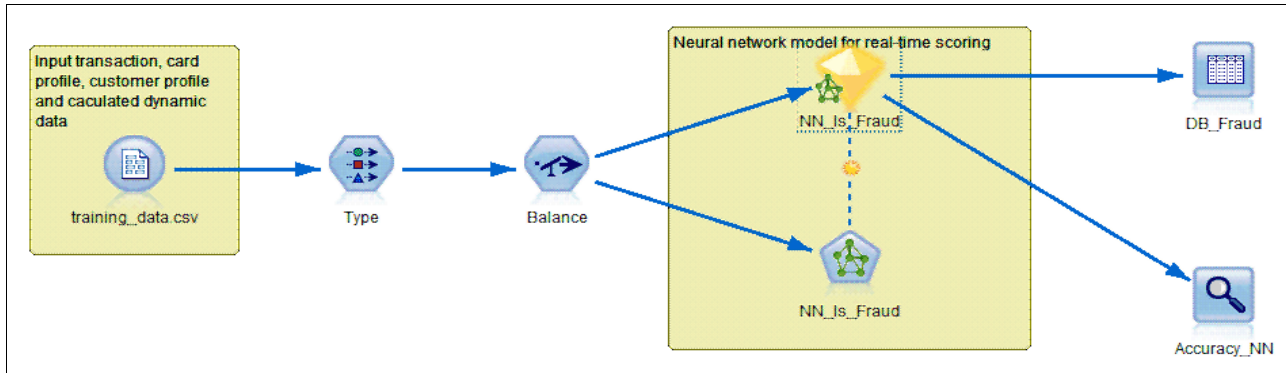 Input transaction, card
profile, customer profile
and caculated dynamic
data
training_data.csv
Type
Balance
Neural network model for real-time scoring
NN_Is_Fraud
NN_Is_Fraud
DB_Fraud
Accuracy_NN